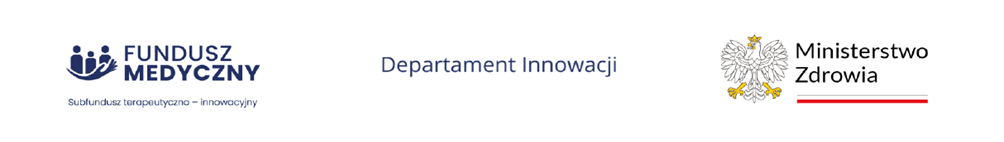 FUNDUSZ
MEDYCZNY
Subfundusz terapeutyczno – innowacyjny
Departament Innowacji
Ministerstwo
Zdrowia